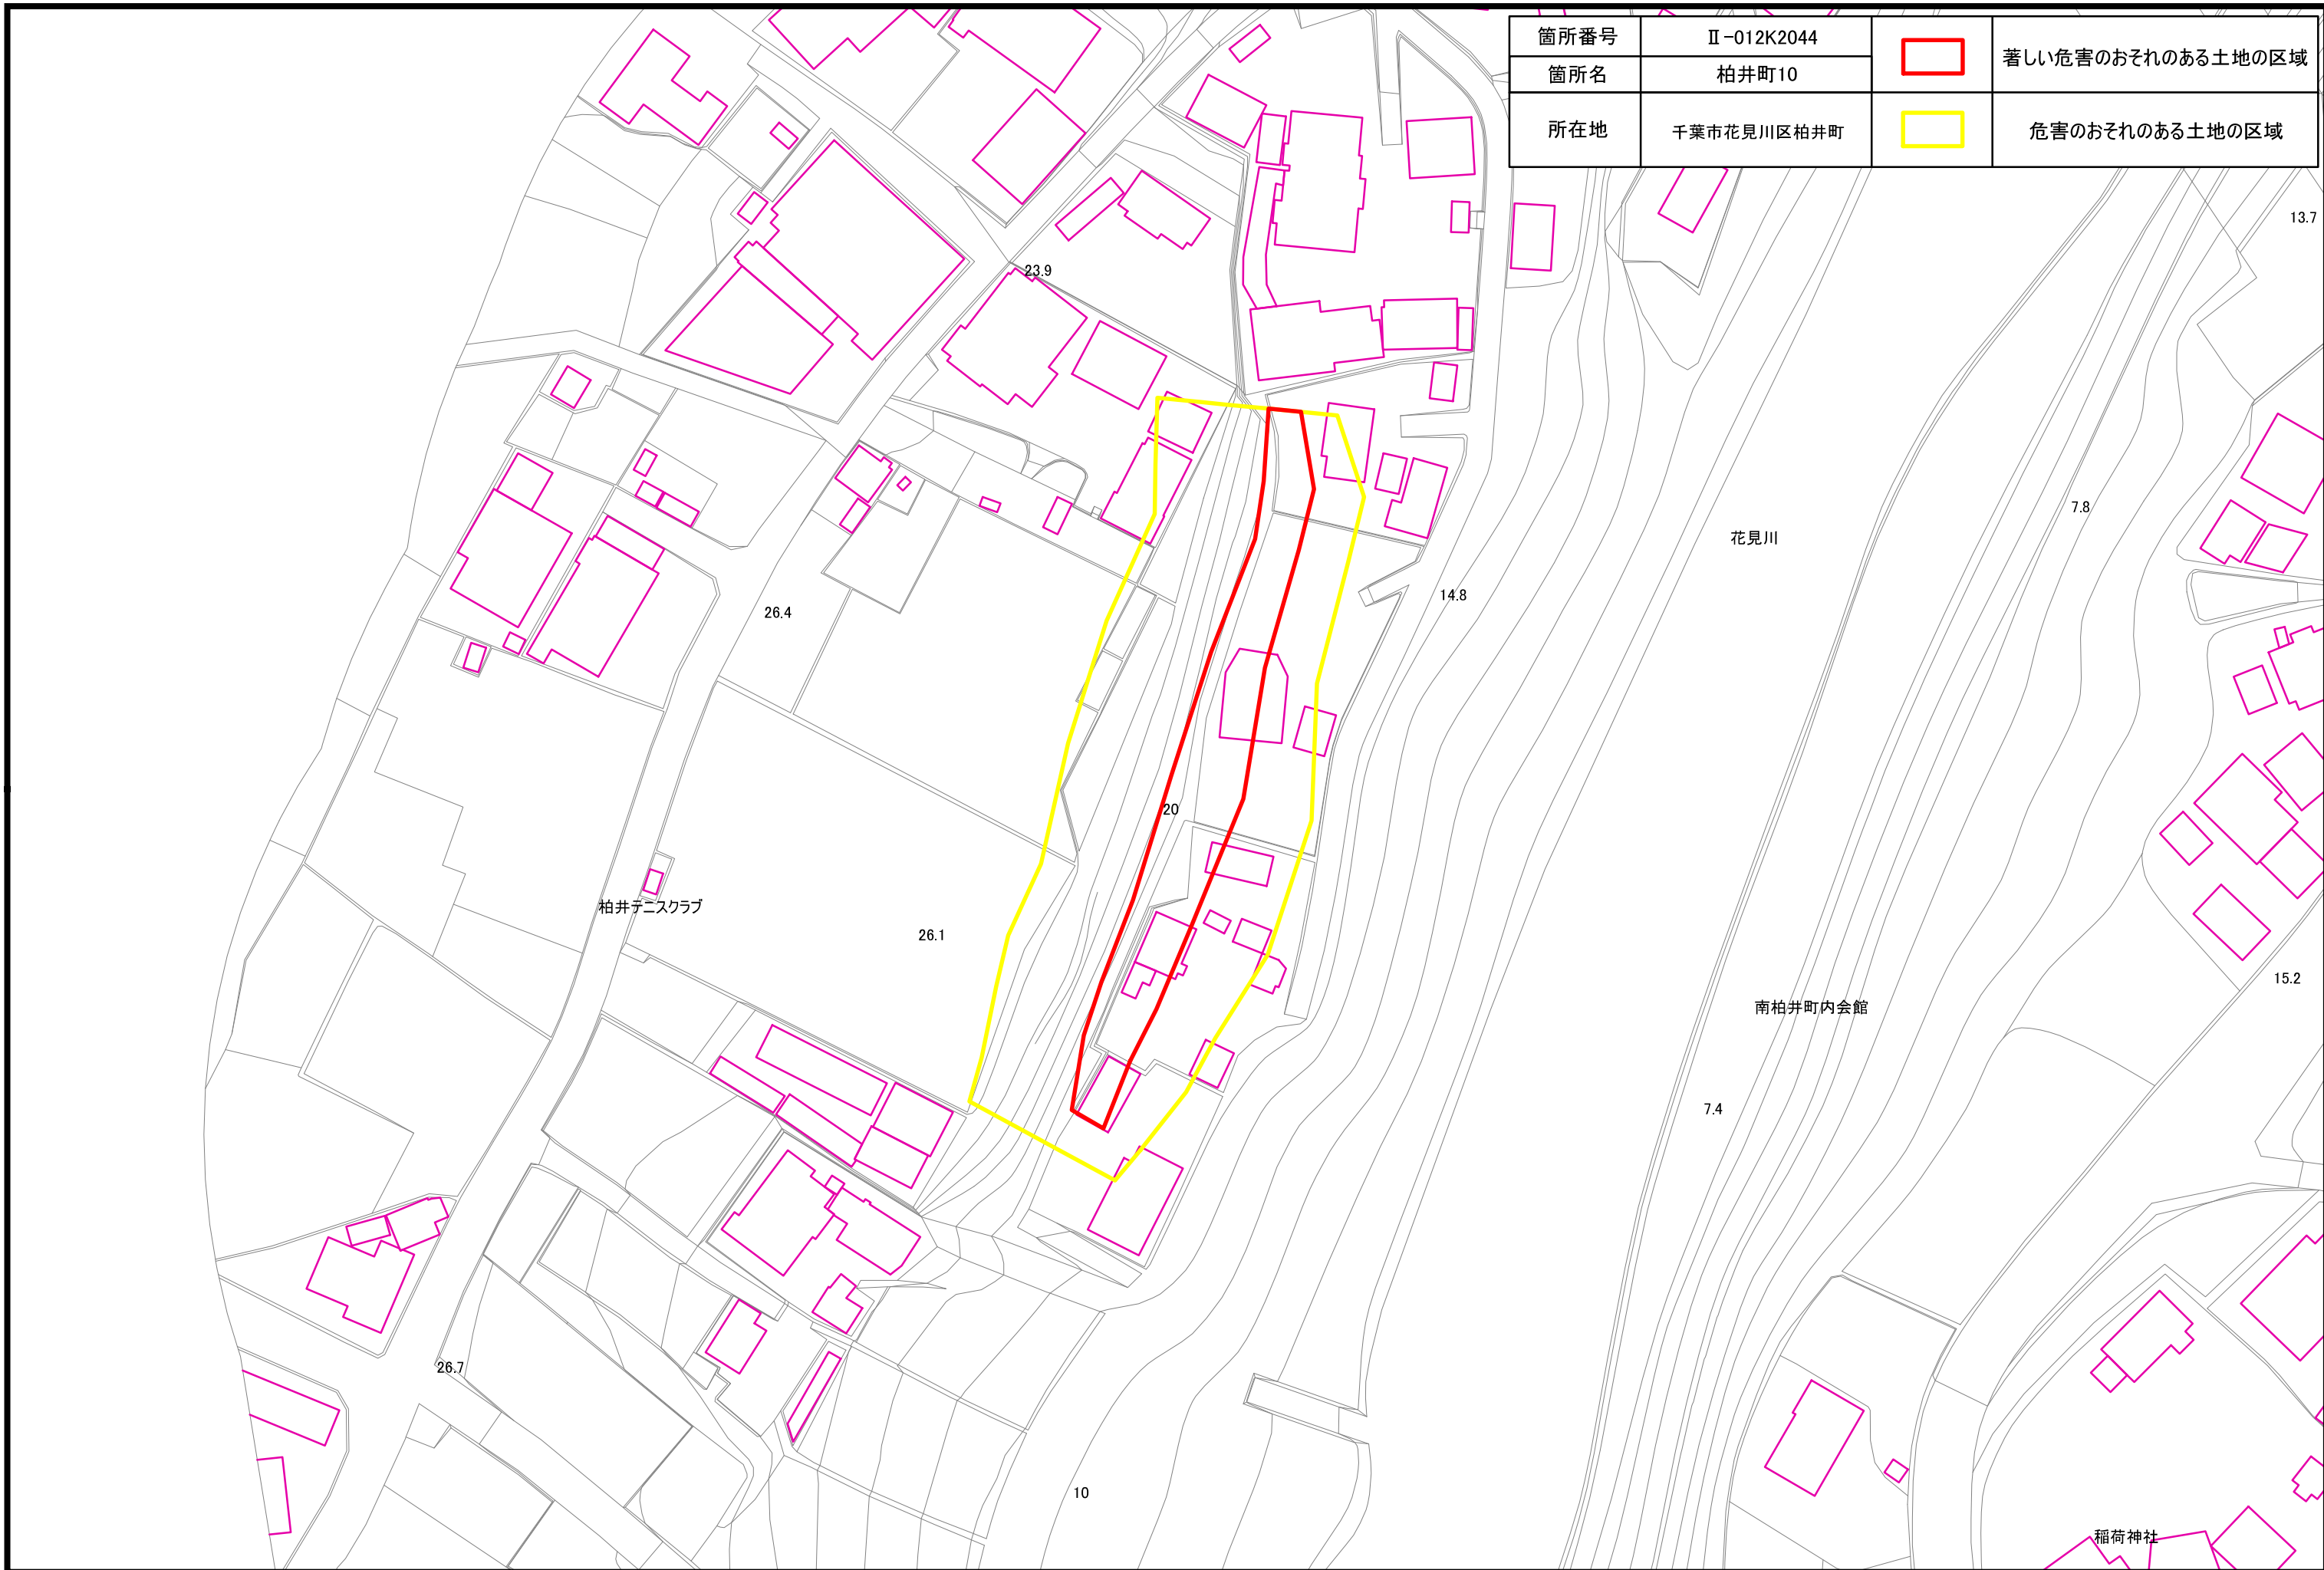 箇所番号 Ⅱ-012K2044 著しい危害のおそれのある土地の区域
箇所名 柏井町10
所在地 千葉市花見川区柏井町 危害のおそれのある土地の区域
13.7
23.9
7.8
花見川
14.8
26.4
20
柏井テニスクラブ
26.1
15.2
南柏井町内会館
7.4
26.7
10
稲荷神社